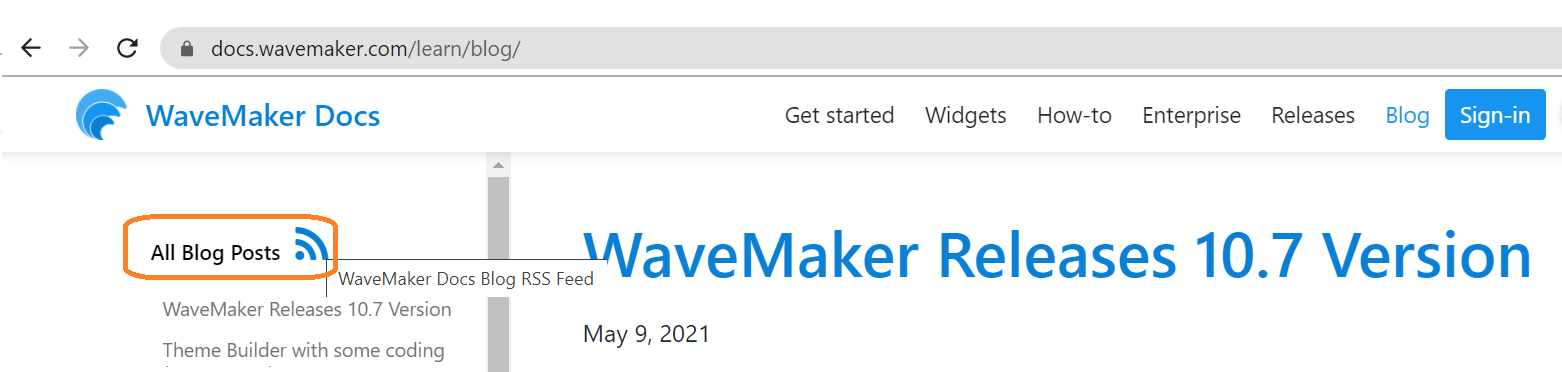 docs.wavemaker.com/learn/blog/
WaveMaker Docs
Get started Widgets How-to Enterprise Releases Blog Sign-in
All Blog Posts
WaveMaker Docs Blog RSS Feed
WaveMaker Releases 10.7 Version
Theme Builder with some coding
WaveMaker Releases 10.7 Version
May 9, 2021